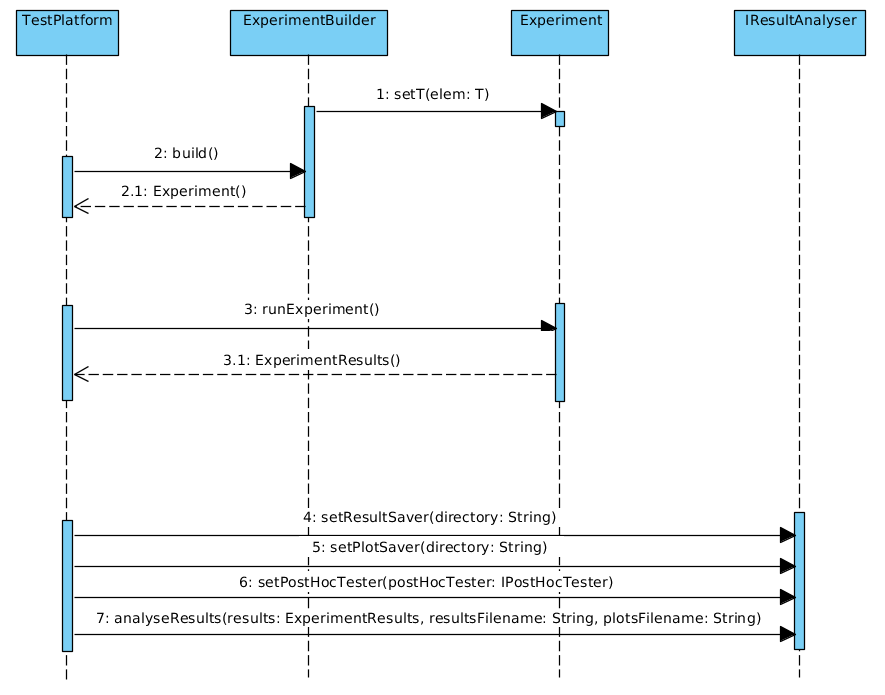 TestPlatform
ExperimentBuilder
Experiment
IResultAnalyser
1: setT(elem: T)
2: build()
2.1: Experiment()
3: runExperiment()
3.1: ExperimentResults()
4: setResultSaver(directory: String)
5: setPlotSaver(directory: String)
6: setPostHocTester(postHocTester: IPostHocTester)
7: analyseResults(results: ExperimentResults, resultsFilename: String, plotsFilename: String)